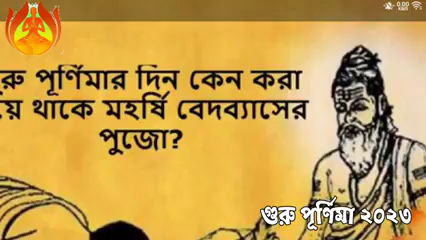 রু পূর্ণিমার দিন কেন করা
য়ে থাকে মহর্ষি বেদব্যাসের
পুজো?
গুরু পূর্ণিমা ২০২৩